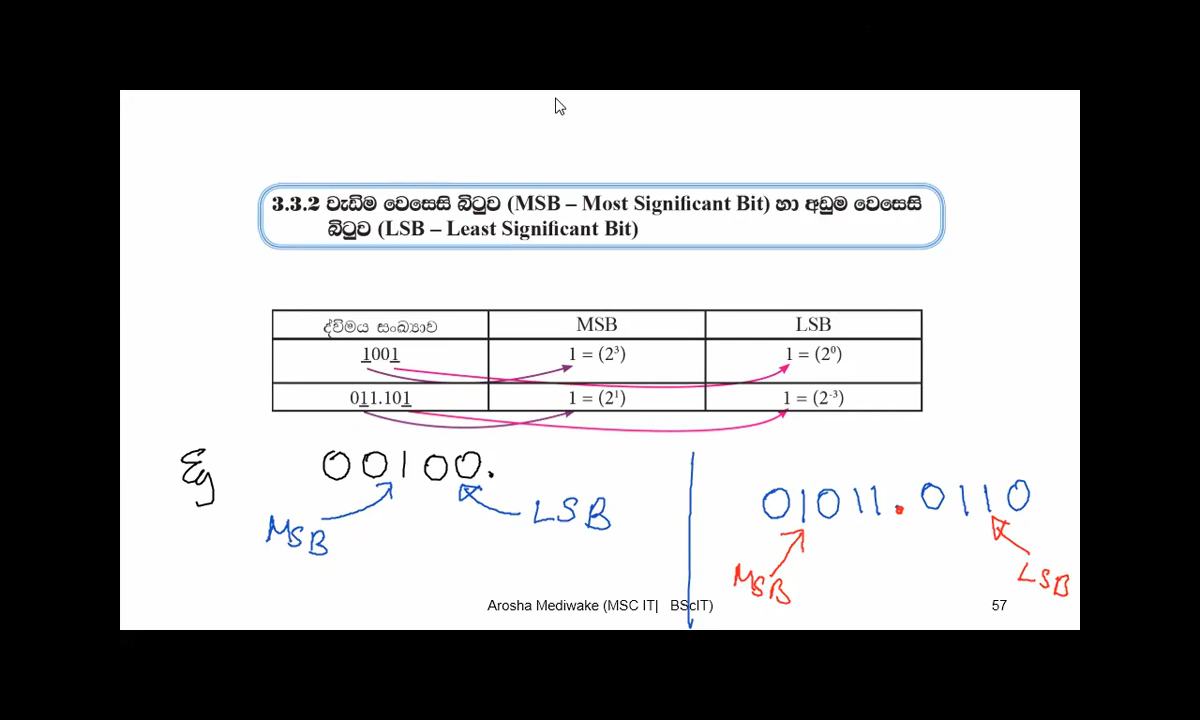 3.3.2 වැඩිම වෙසෙසි බිටුව (MSB – Most Significant Bit) හා අඩුම වෙසෙසි
බිටුව (LSB – Least Significant Bit)
ද්විමය සංඛ්‍යාව MSB LSB
1001 1 = (2³) 1 = (2⁰)
011.101 1 = (2¹) 1 = (2⁻³)
Eg 00100.
MSB LSB
01011.0110
MSB LSB
Arosha Mediwake (MSC IT| BScIT) 57